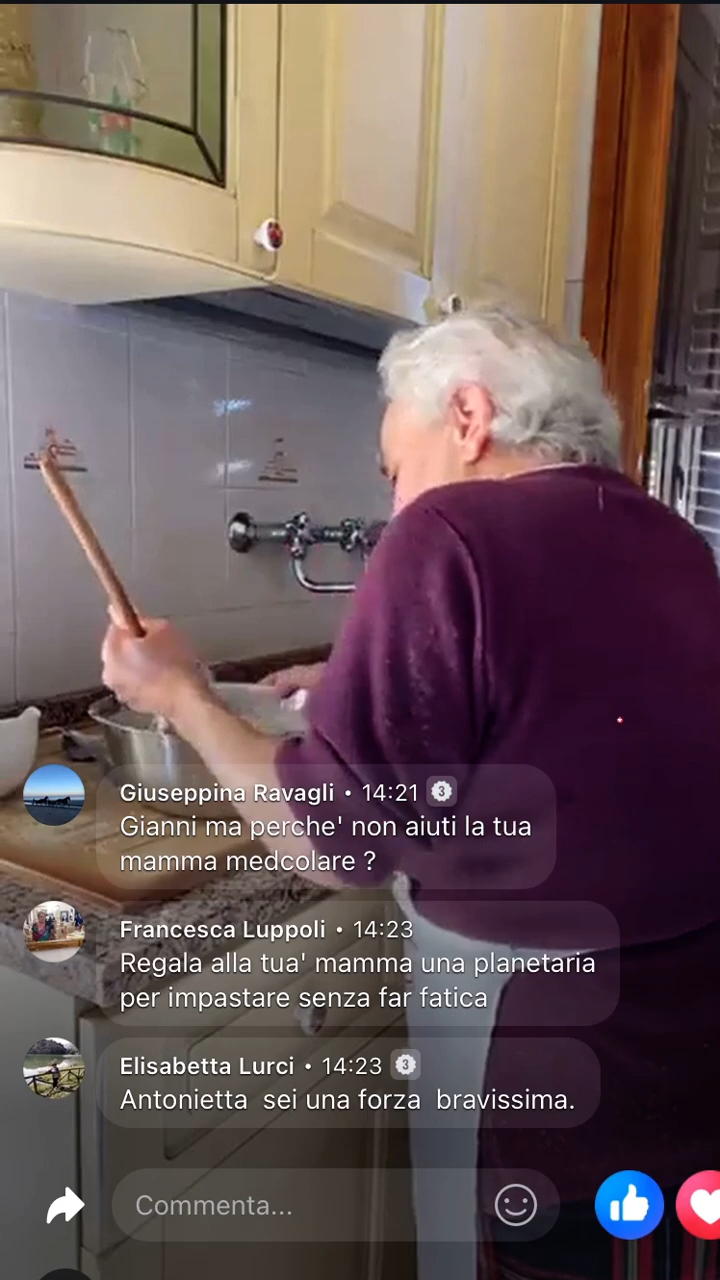 Giuseppina Ravagli • 14:21 3
Gianni ma perche' non aiuti la tua
mamma medcolare ?
Francesca Luppoli • 14:23
Regala alla tua' mamma una planetaria
per impastare senza far fatica
Elisabetta Lurci • 14:23 3
Antonietta sei una forza bravissima.
Commenta...